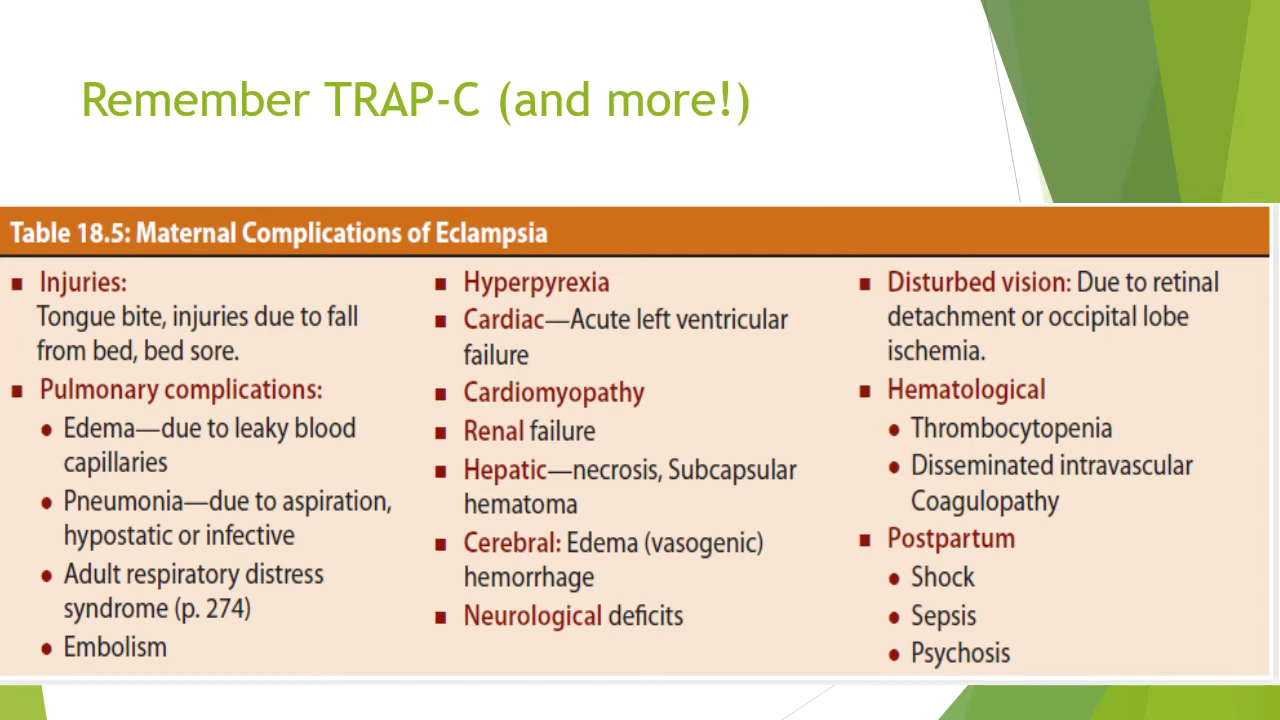 Remember TRAP-C (and more!)
Table 18.5: Maternal Complications of Eclampsia
■ Injuries:
Tongue bite, injuries due to fall
from bed, bed sore.
■ Pulmonary complications:
● Edema—due to leaky blood
capillaries
● Pneumonia—due to aspiration,
hypostatic or infective
● Adult respiratory distress
syndrome (p. 274)
● Embolism
■ Hyperpyrexia
■ Cardiac—Acute left ventricular
failure
■ Cardiomyopathy
■ Renal failure
■ Hepatic—necrosis, Subcapsular
hematoma
■ Cerebral: Edema (vasogenic)
hemorrhage
■ Neurological deficits
■ Disturbed vision: Due to retinal
detachment or occipital lobe
ischemia.
■ Hematological
● Thrombocytopenia
● Disseminated intravascular
Coagulopathy
■ Postpartum
● Shock
● Sepsis
● Psychosis